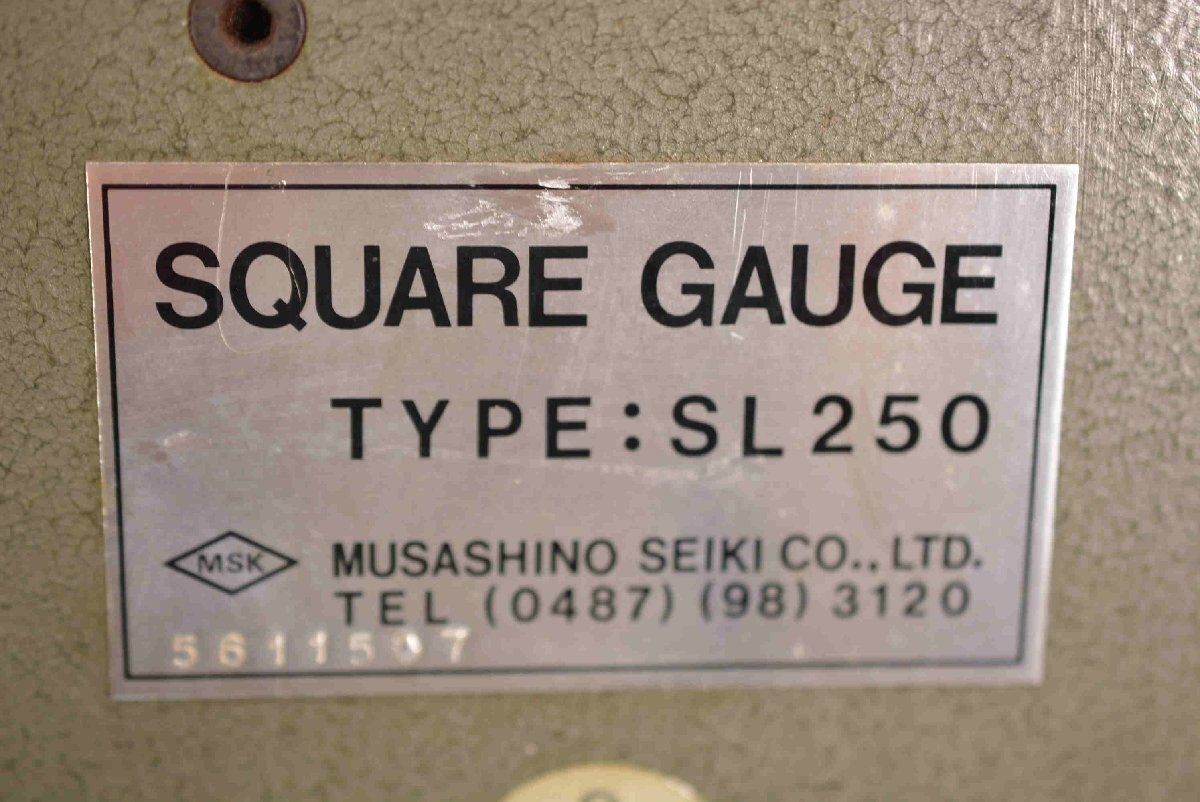 SQUARE GAUGE
TYPE:SL250
MSK MUSASHINO SEIKI CO.,LTD.
TEL (0487) (98) 3120
5611507